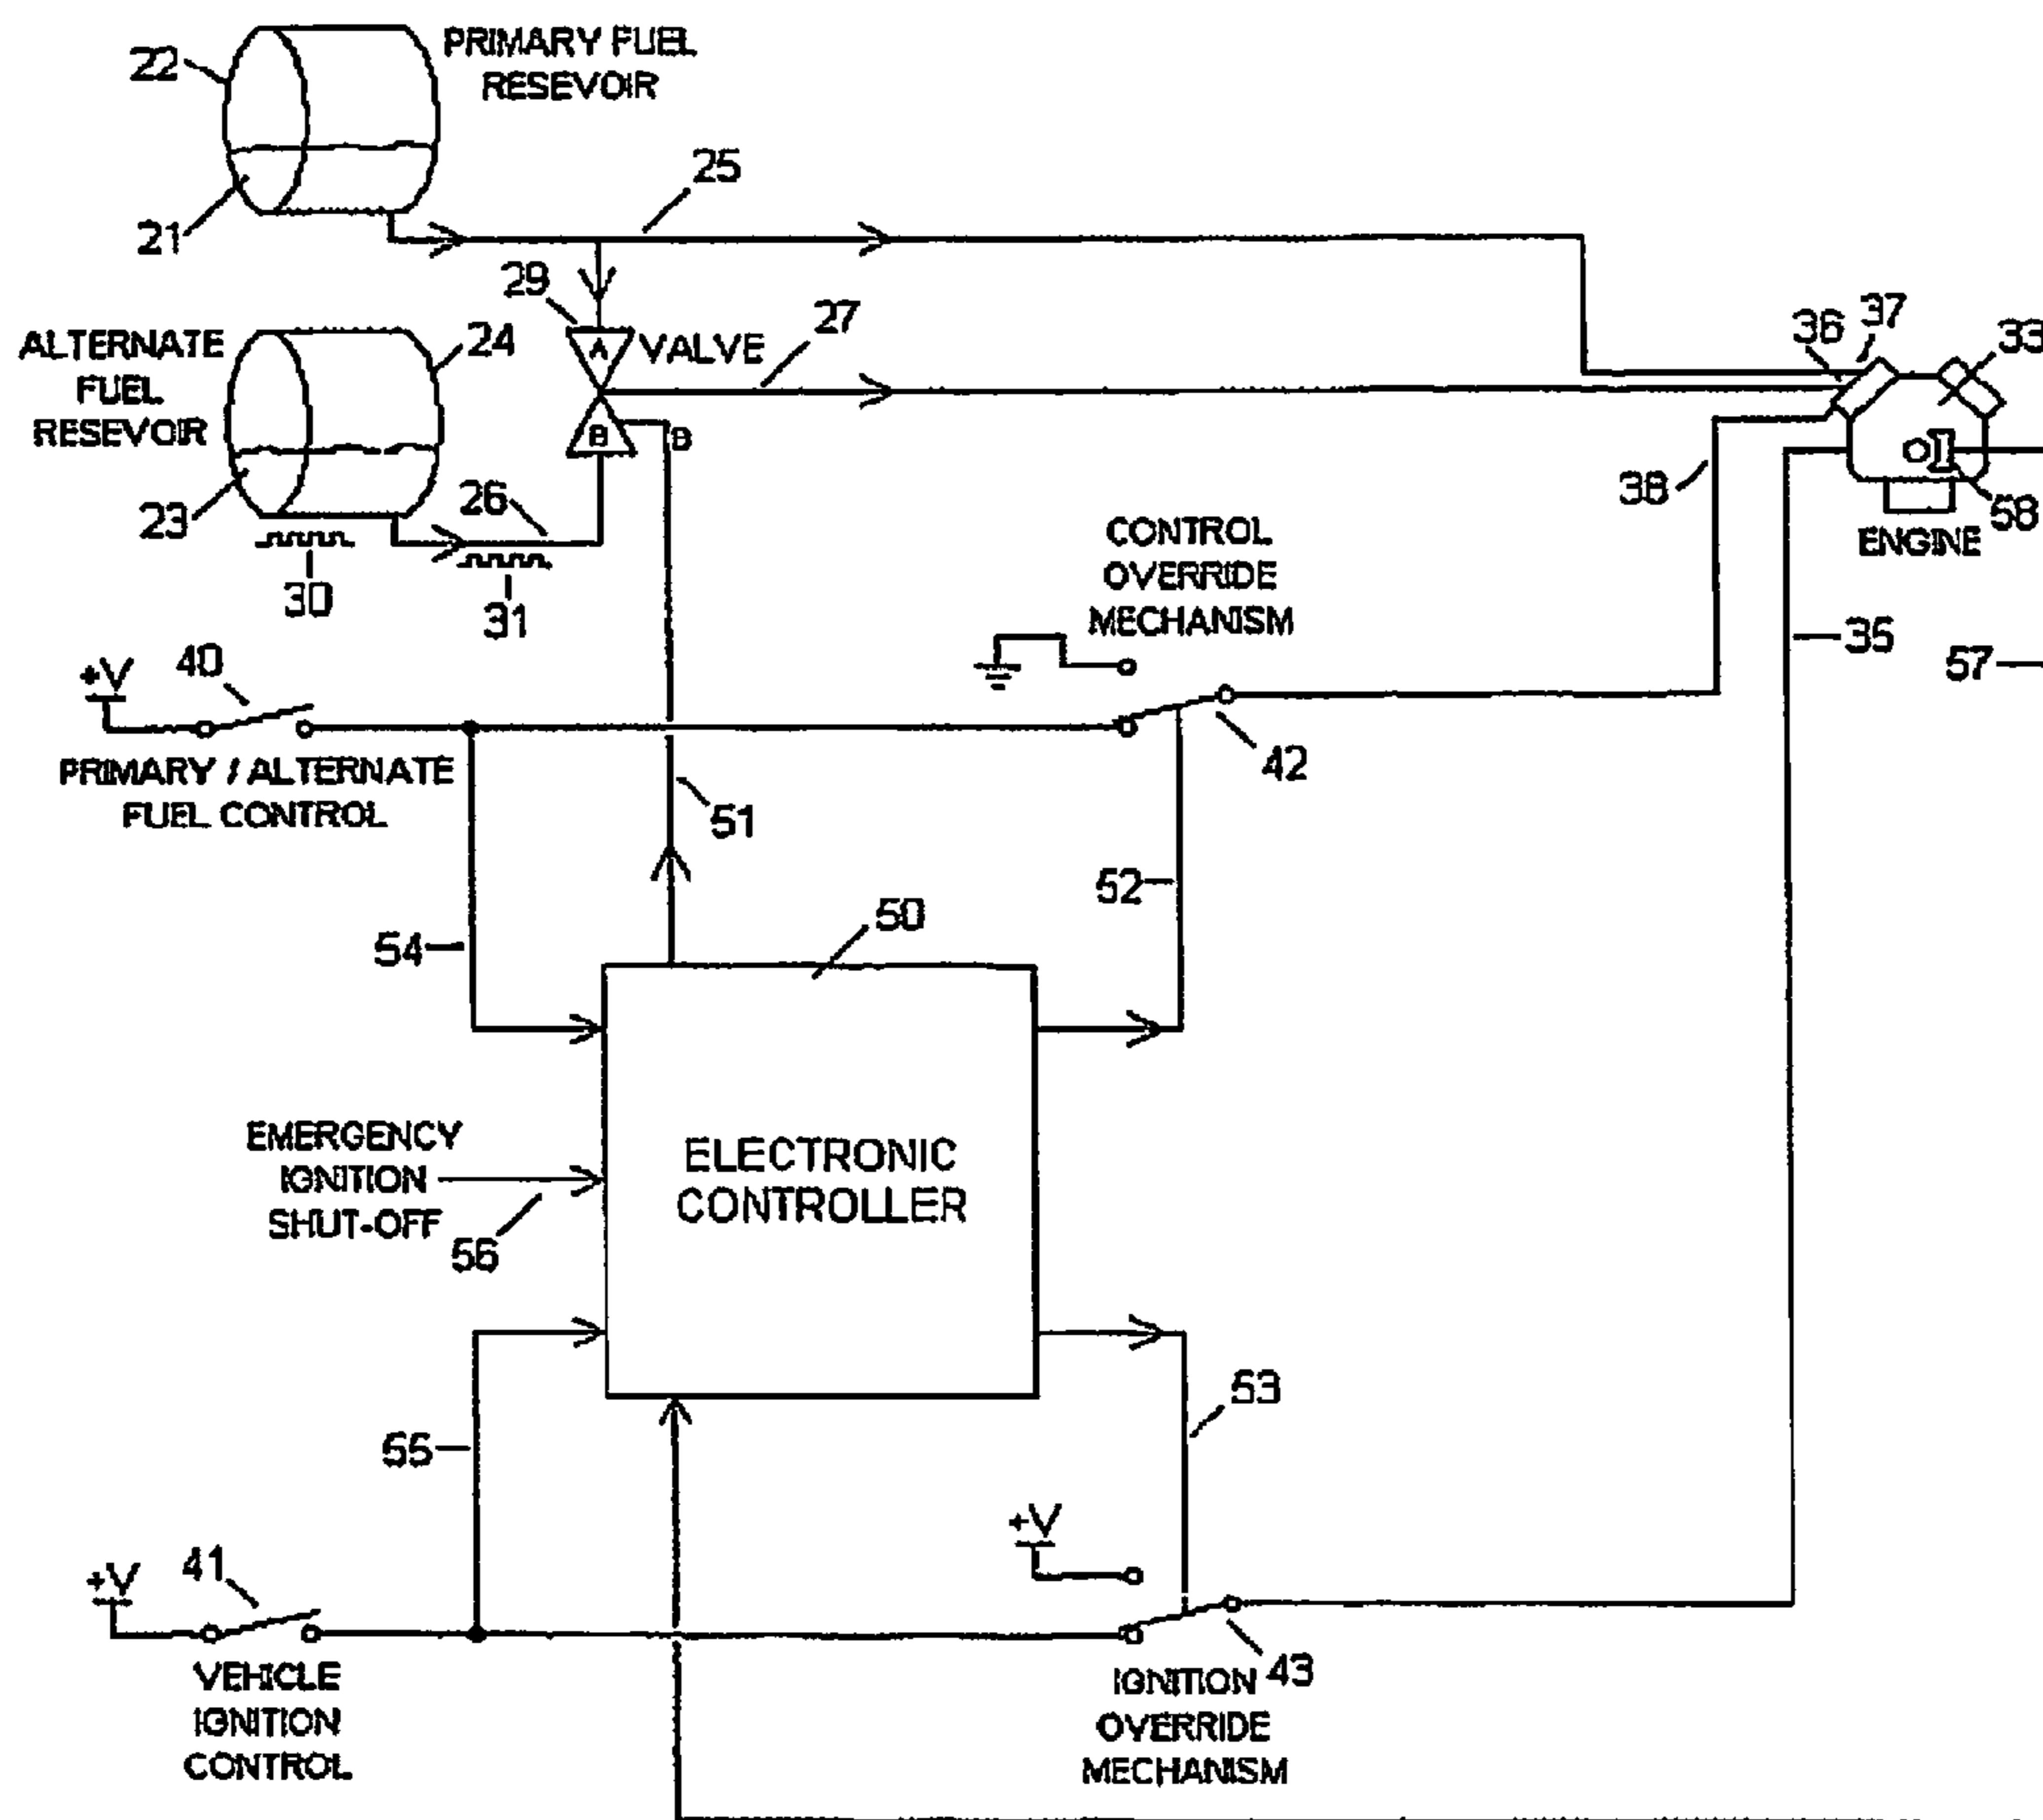 22
PRIMARY FUEL
RESEVOIR
21
25
29
A
VALVE
27
ALTERNATE
FUEL
RESEVOIR
24
23
B
B
26
30
31
36
37
33
38
58
ENGINE
35
57
CONTROL
OVERRIDE
MECHANISM
+V
40
PRIMARY / ALTERNATE
FUEL CONTROL
42
51
52
54
50
EMERGENCY
IGNITION
SHUT-OFF
56
ELECTRONIC
CONTROLLER
55
53
+V
+V
41
VEHICLE
IGNITION
CONTROL
43
IGNITION
OVERRIDE
MECHANISM